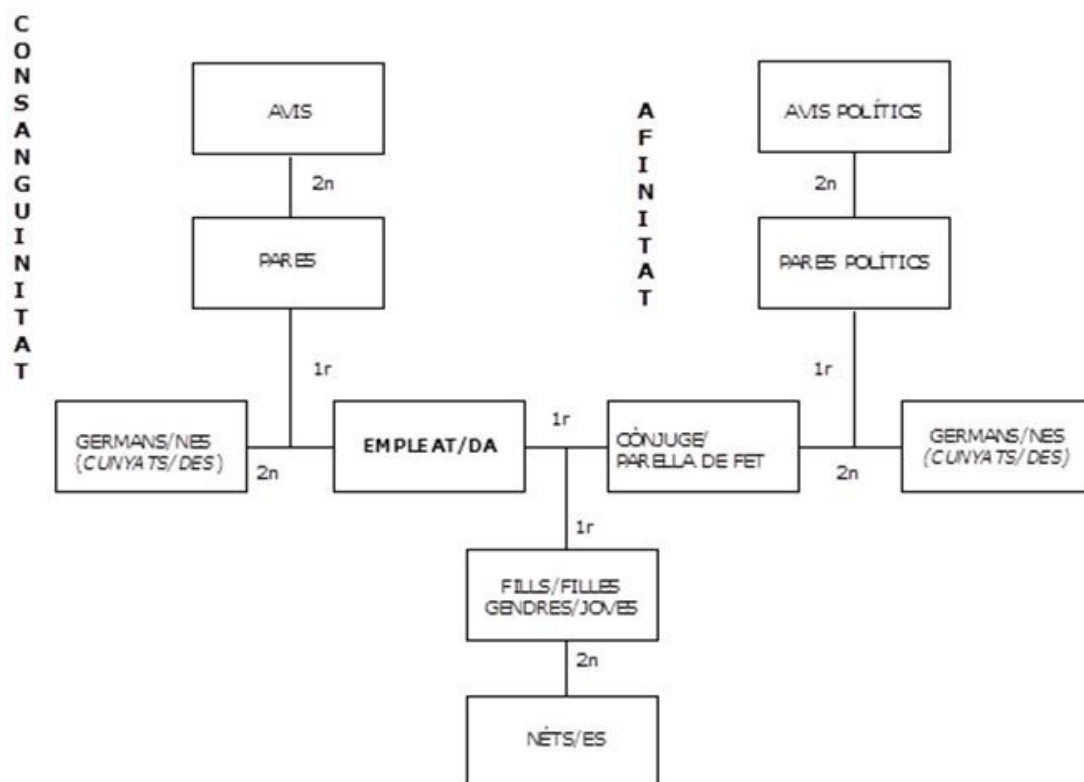 CONSANGUINITAT
AFINITAT
AVIS
AVIS POLÍTICS
2n
2n
PARES
PARES POLÍTICS
1r
1r
GERMANS/NES
(CUNYATS/DES)
2n
EMPLEAT/DA
1r
CÒNJUGE/
PARELLA DE FET
2n
GERMANS/NES
(CUNYATS/DES)
1r
FILLS/FILLES
GENDRES/JOVES
2n
NÉTS/ES